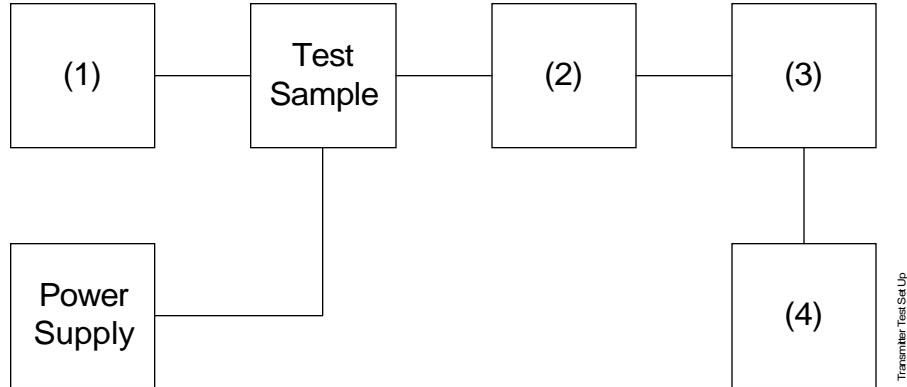 (1)
Test
Sample
(2)
(3)
Power
Supply
(4)
Transmitter Test Set Up